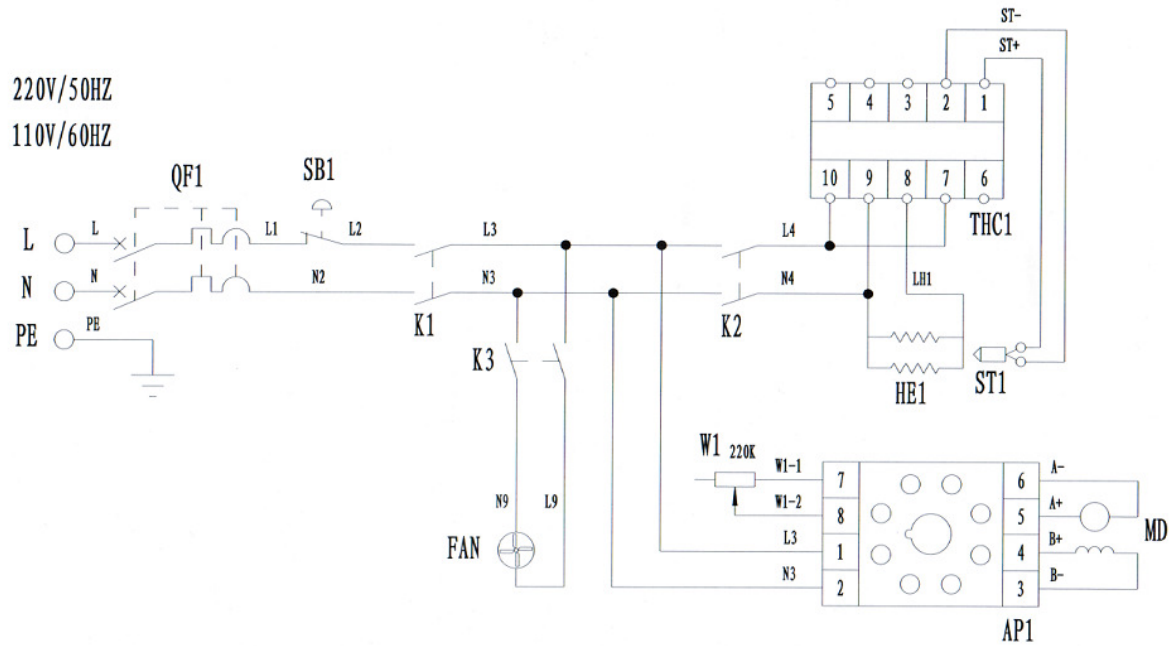 ST-
ST+
220V/50HZ
110V/60HZ
5 4 3 2 1
10 9 8 7 6
THC1
QF1
SB1
L L L1 L2 L3 L4
N N N2 N3 N4
LH1
K1
K2
PE PE
K3
HE1
ST1
W1 220K
W1-1 7 6 A-
W1-2 8 5 A+
MD
N9 L9
FAN
L3 1 4 B+
N3 2 3 B-
AP1